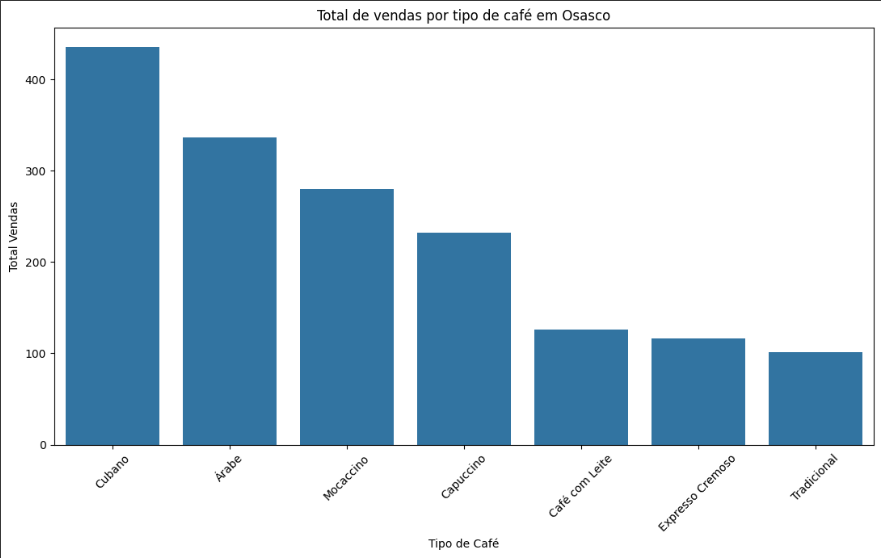 Total de vendas por tipo de café em Osasco
Total Vendas
400
300
200
100
0
Cubano
Árabe
Mocaccino
Capuccino
Café com Leite
Expresso Cremoso
Tradicional
Tipo de Café